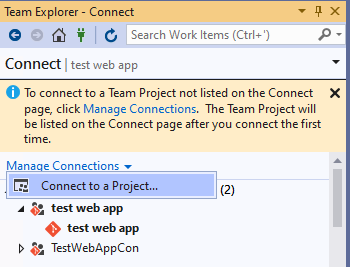 Team Explorer - Connect
Search Work Items (Ctrl+')
Connect | test web app
To connect to a Team Project not listed on the Connect
page, click Manage Connections. The Team Project will
be listed on the Connect page after you connect the first
time.
Manage Connections
Connect to a Project...
(2)
test web app
test web app
TestWebAppCon